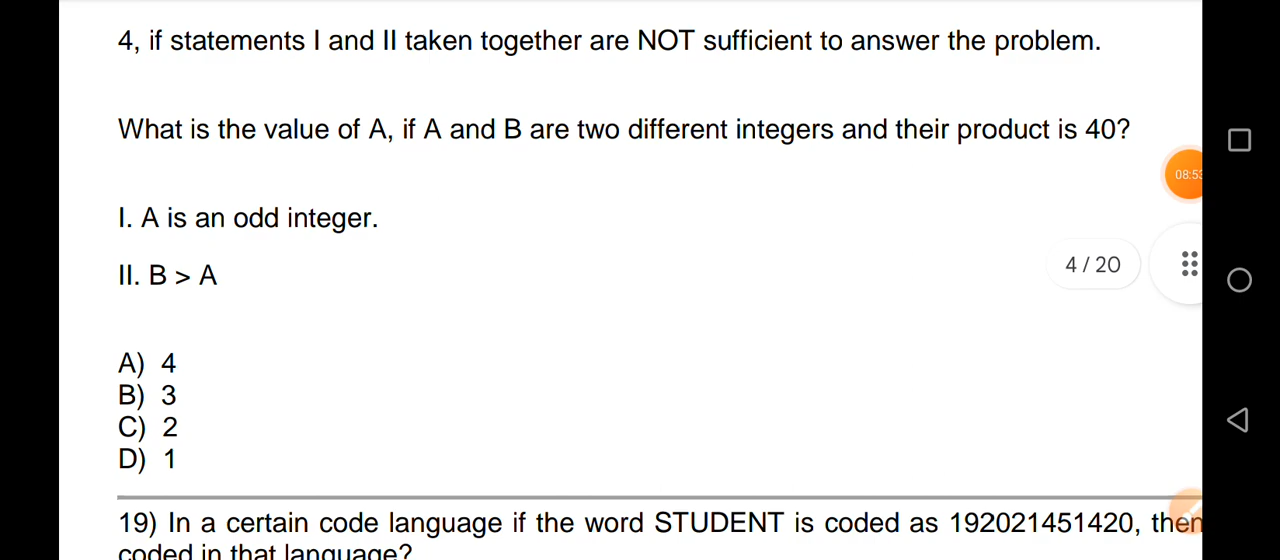 4, if statements I and II taken together are NOT sufficient to answer the problem.
What is the value of A, if A and B are two different integers and their product is 40?
08:53
I. A is an odd integer.
4 / 20
II. B > A
A) 4
B) 3
C) 2
D) 1
19) In a certain code language if the word STUDENT is coded as 192021451420, then
coded in that language?